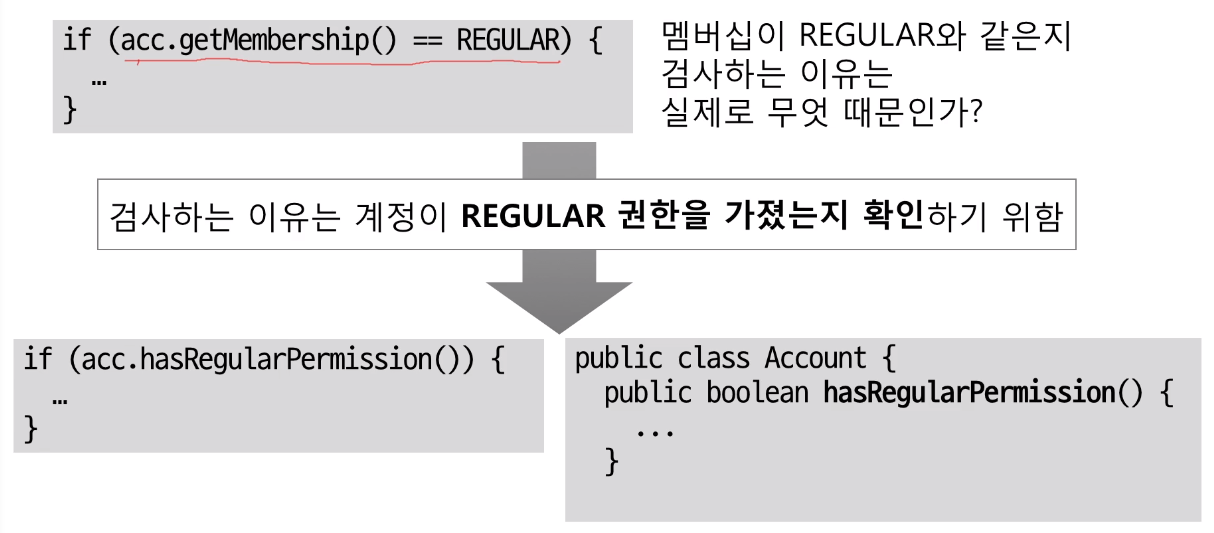 if (acc.getMembership() == REGULAR) {
…
}
멤버십이 REGULAR와 같은지
검사하는 이유는
실제로 무엇 때문인가?
검사하는 이유는 계정이 REGULAR 권한을 가졌는지 확인하기 위함
if (acc.hasRegularPermission()) {
…
}
public class Account {
public boolean hasRegularPermission() {
...
}